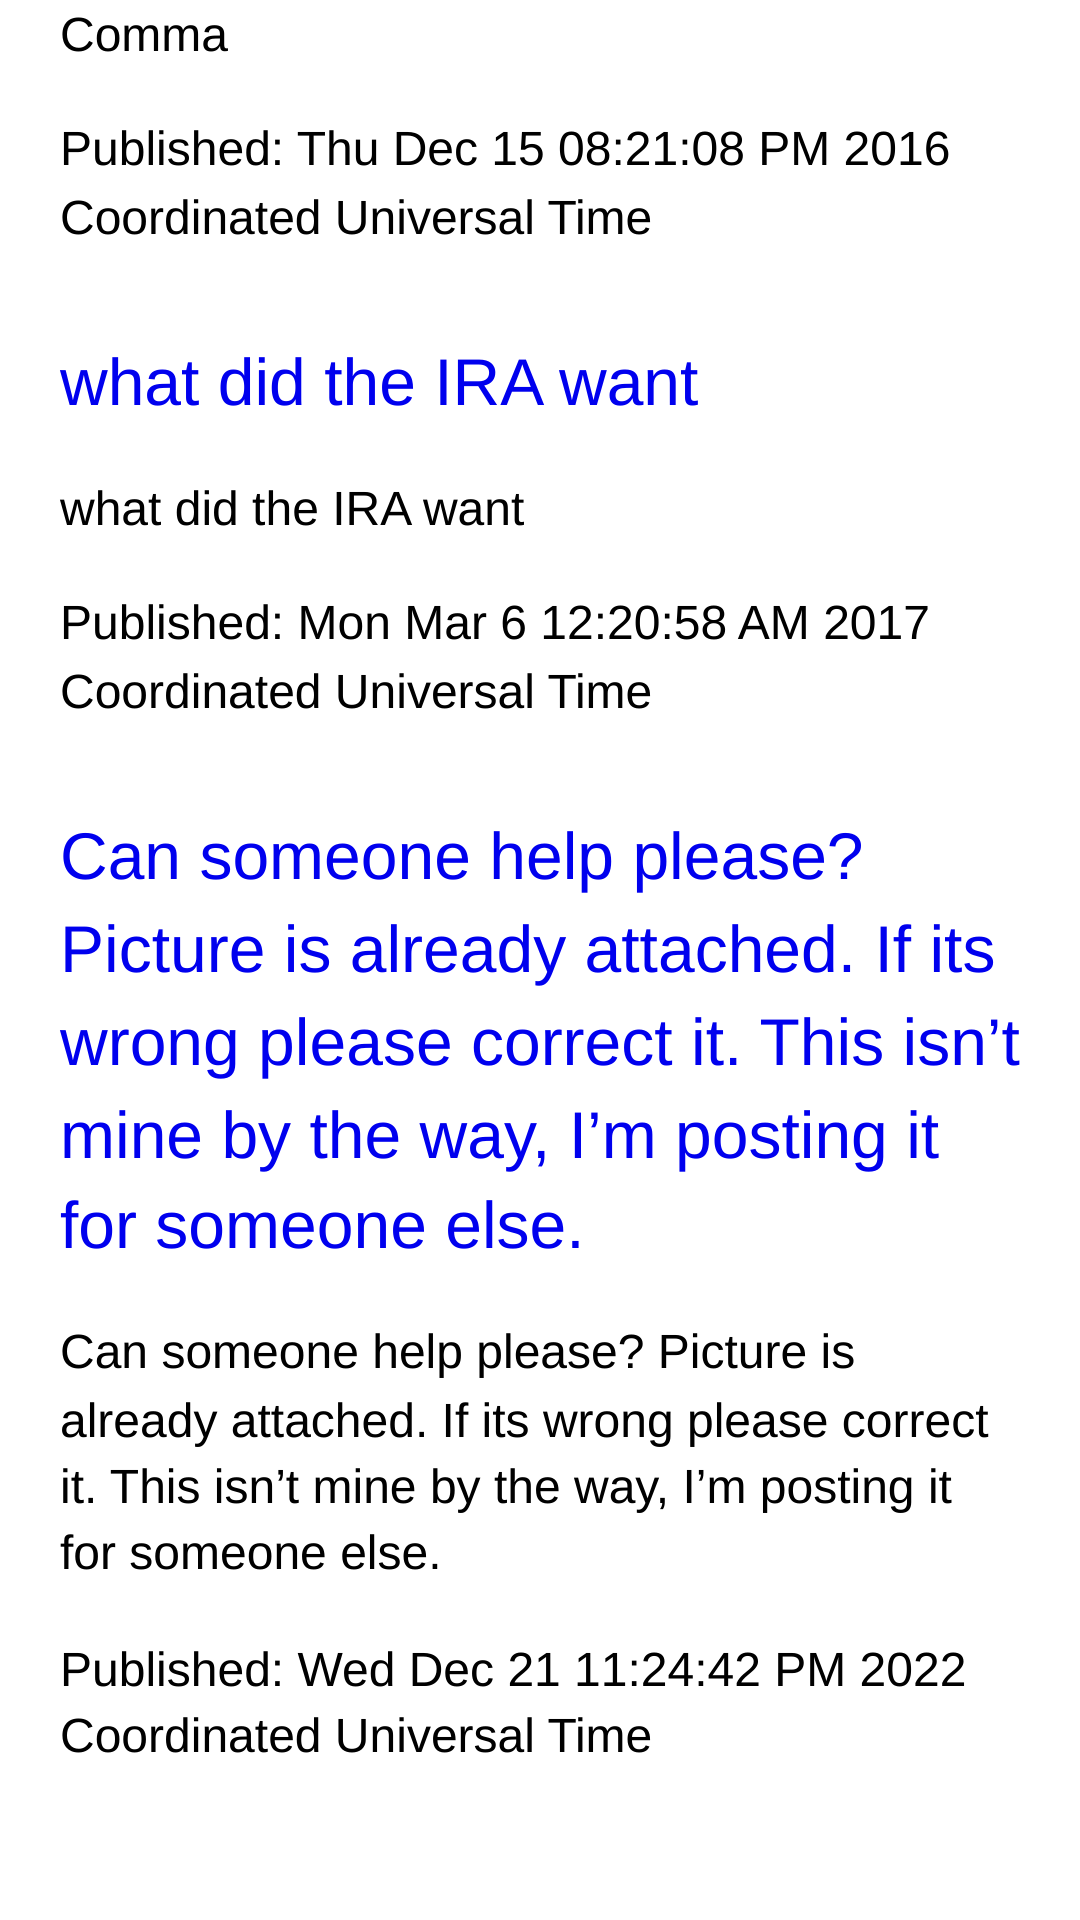 Comma
Published: Thu Dec 15 08:21:08 PM 2016
Coordinated Universal Time
what did the IRA want
what did the IRA want
Published: Mon Mar 6 12:20:58 AM 2017
Coordinated Universal Time
Can someone help please?
Picture is already attached. If its
wrong please correct it. This isn’t
mine by the way, I’m posting it
for someone else.
Can someone help please? Picture is
already attached. If its wrong please correct
it. This isn’t mine by the way, I’m posting it
for someone else.
Published: Wed Dec 21 11:24:42 PM 2022
Coordinated Universal Time